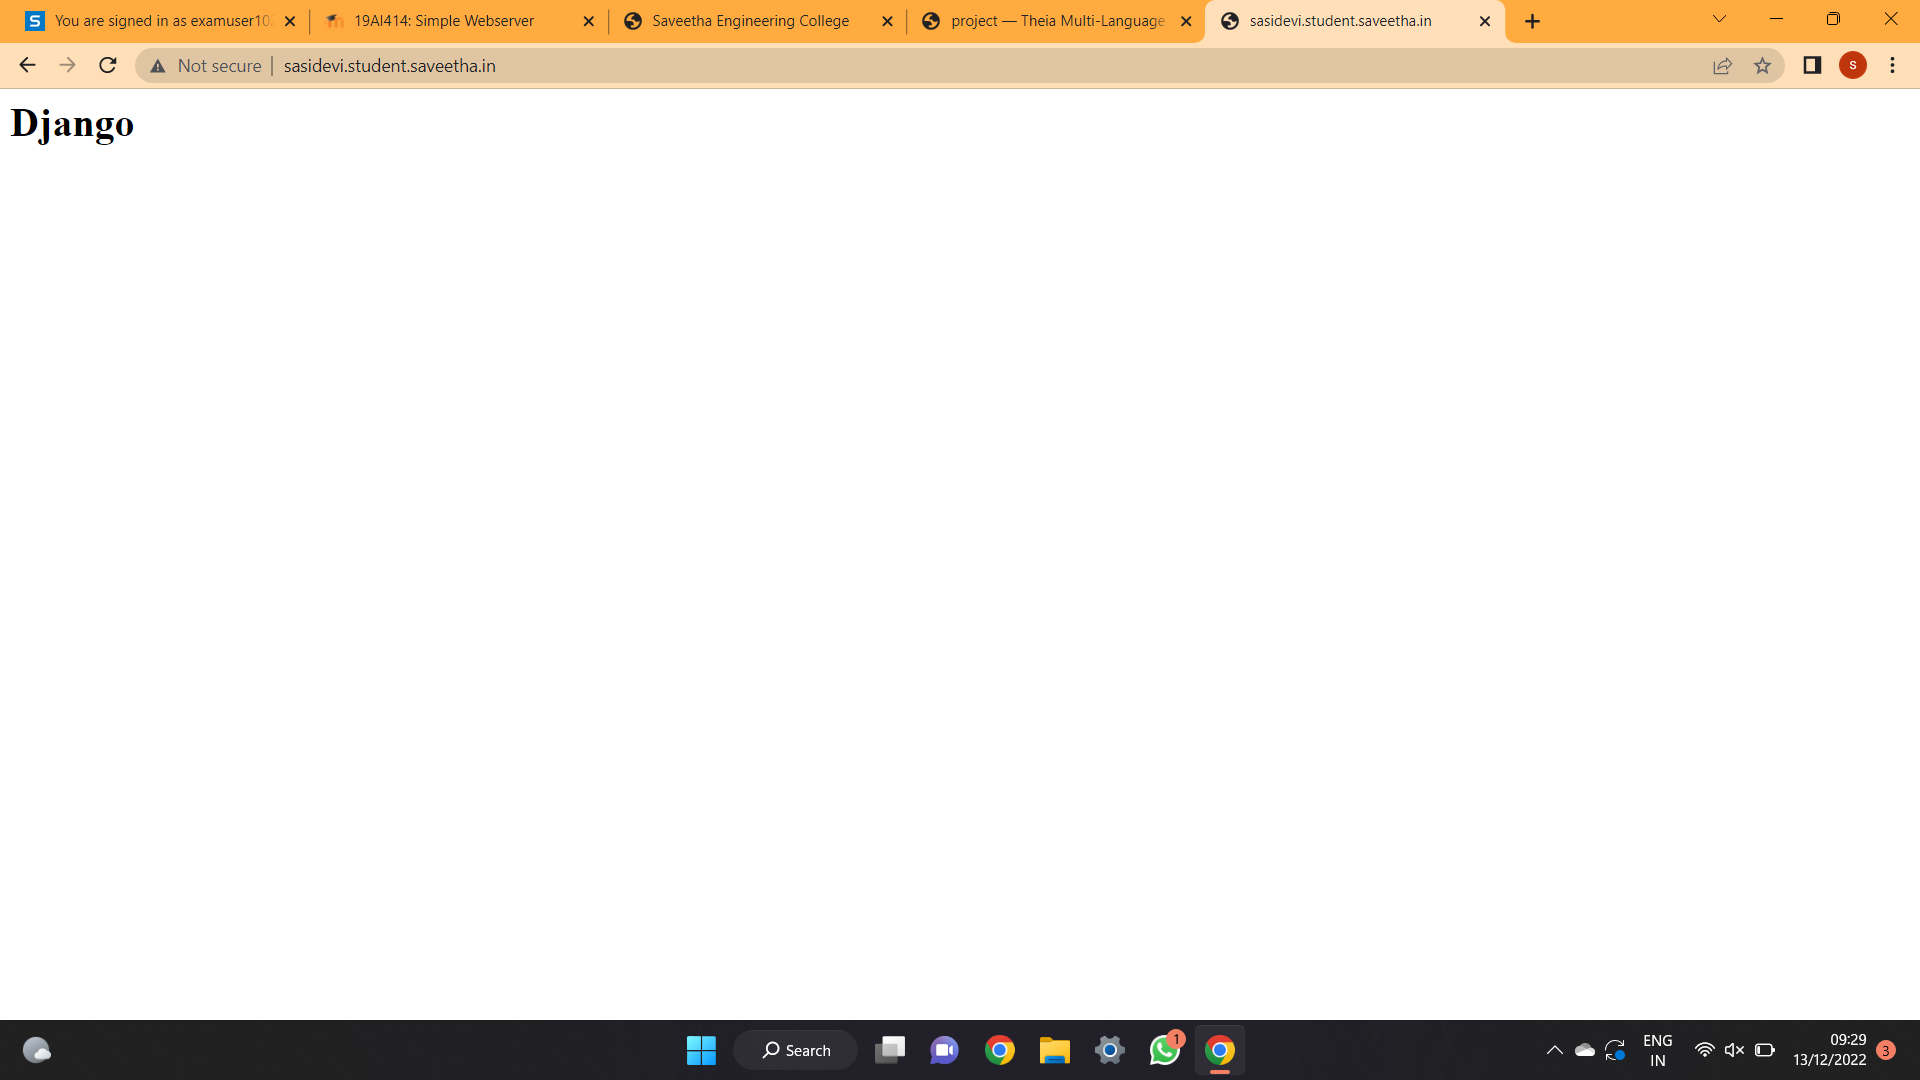 You are signed in as examuser10
19AI414: Simple Webserver
Saveetha Engineering College
project — Theia Multi-Language
sasidevi.student.saveetha.in
Not secure
sasidevi.student.saveetha.in
S
Django
Search
1
ENG
IN
09:29
13/12/2022
3